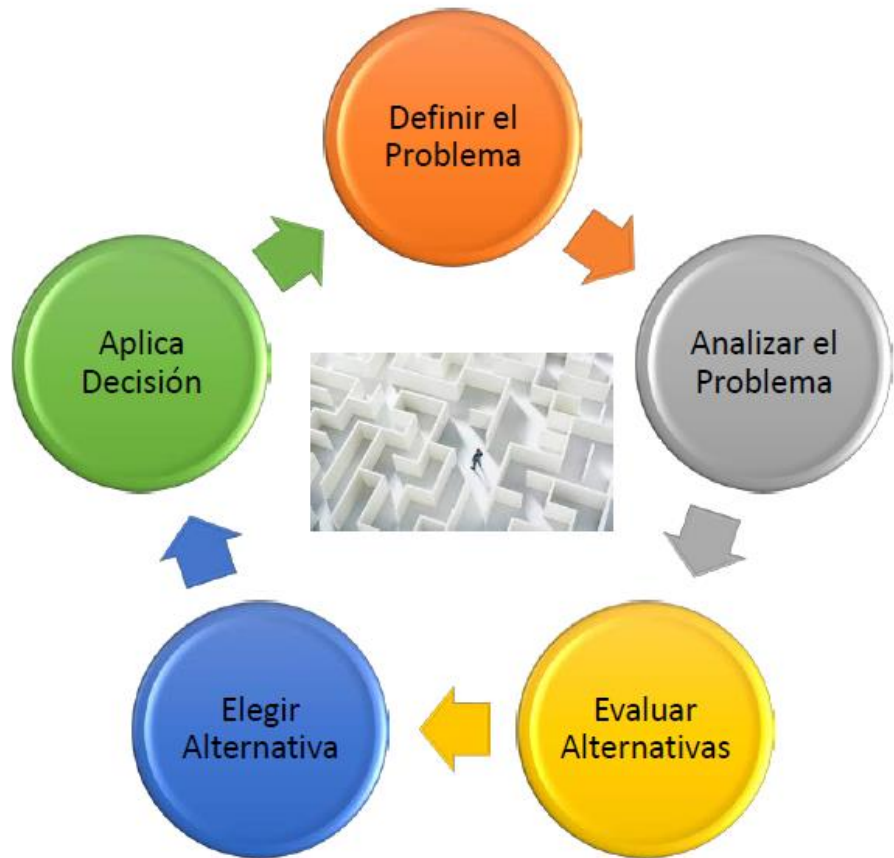 Definir el
Problema
Analizar el
Problema
Evaluar
Alternativas
Elegir
Alternativa
Aplica
Decisión